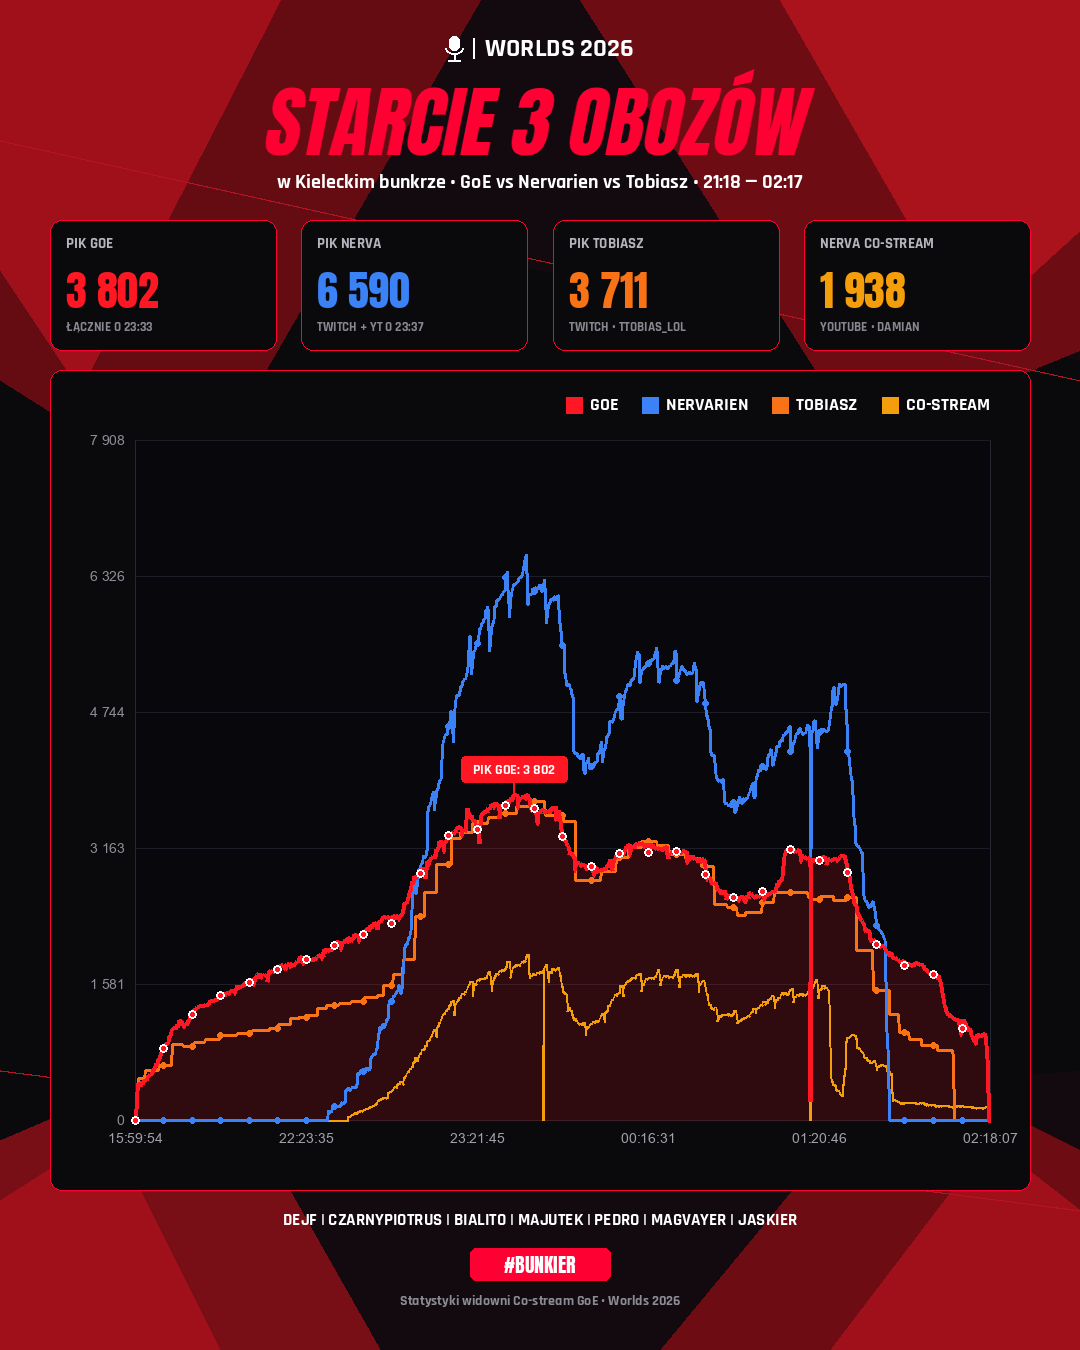 | WORLDS 2026
STARCIE 3 OBOZÓW
w Kieleckim bunkrze • GoE vs Nervarien vs Tobiasz • 21:18 — 02:17
PIK GOE
3 802
ŁĄCZNIE O 23:33
PIK NERVA
6 590
TWITCH + YT O 23:37
PIK TOBIASZ
3 711
TWITCH • TTOBIAS_LOL
NERVA CO-STREAM
1 938
YOUTUBE • DAMIAN
GOE NERVARIEN TOBIASZ CO-STREAM
7 908
6 326
4 744
3 163
1 581
0
PIK GOE: 3 802
15:59:54 22:23:35 23:21:45 00:16:31 01:20:46 02:18:07
DEJF | CZARNYPIOTRUS | BIALITO | MAJUTEK | PEDRO | MAGVAYER | JASKIER
#BUNKIER
Statystyki widowni Co-stream GoE • Worlds 2026